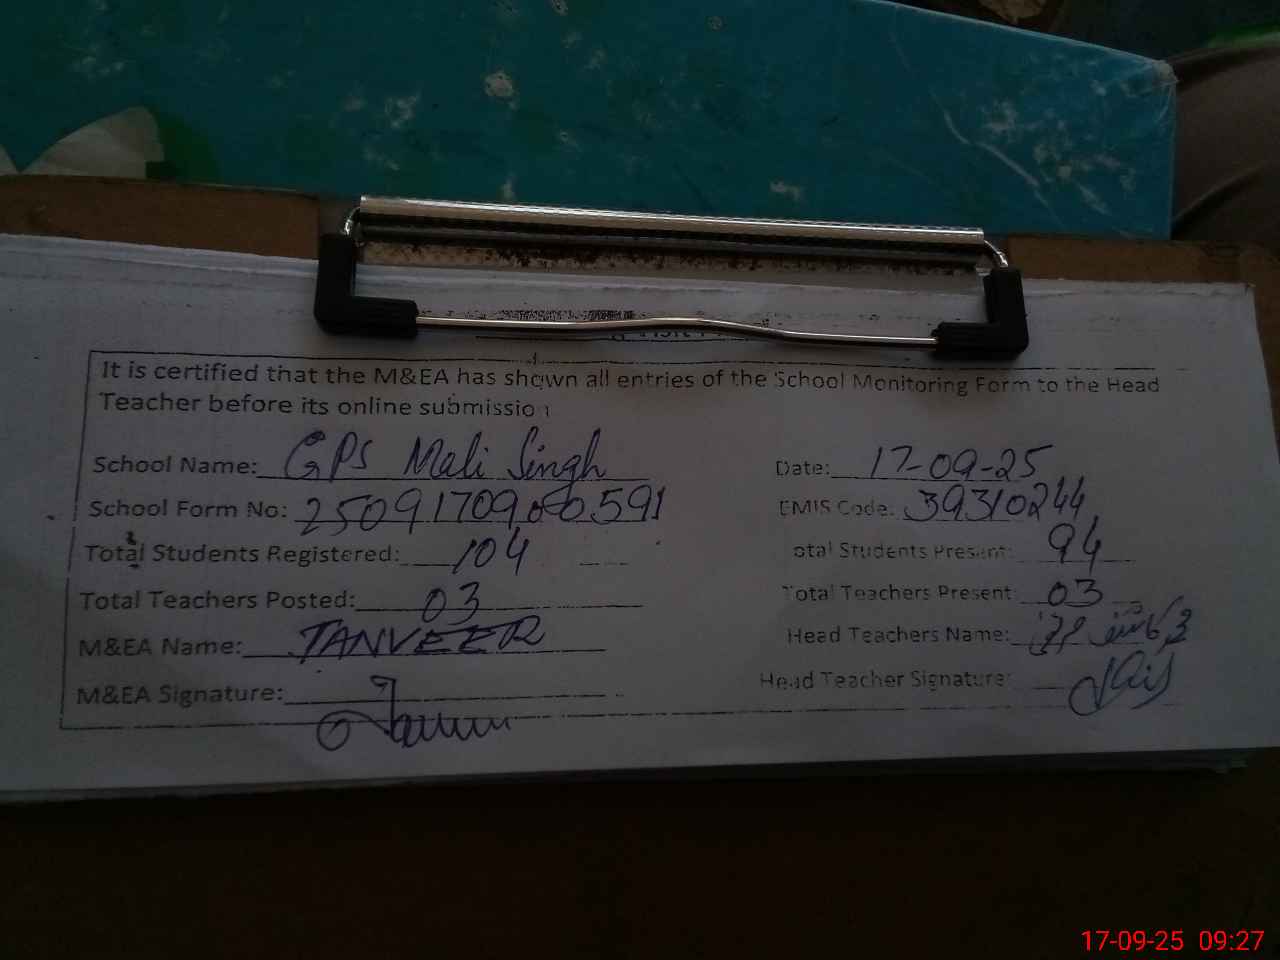 It is certified that the M&EA has shown all entries of the School Monitoring Form to the Head
Teacher before its online submission
School Name: GPS Mali Singh Date: 17-09-25
School Form No: 25091709000591 EMIS Code: 39310244
Total Students Registered: 104 Total Students Present: 94
Total Teachers Posted: 03 Total Teachers Present: 03
M&EA Name: TANVEER Head Teachers Name:
M&EA Signature: Head Teacher Signature:
17-09-25 09:27